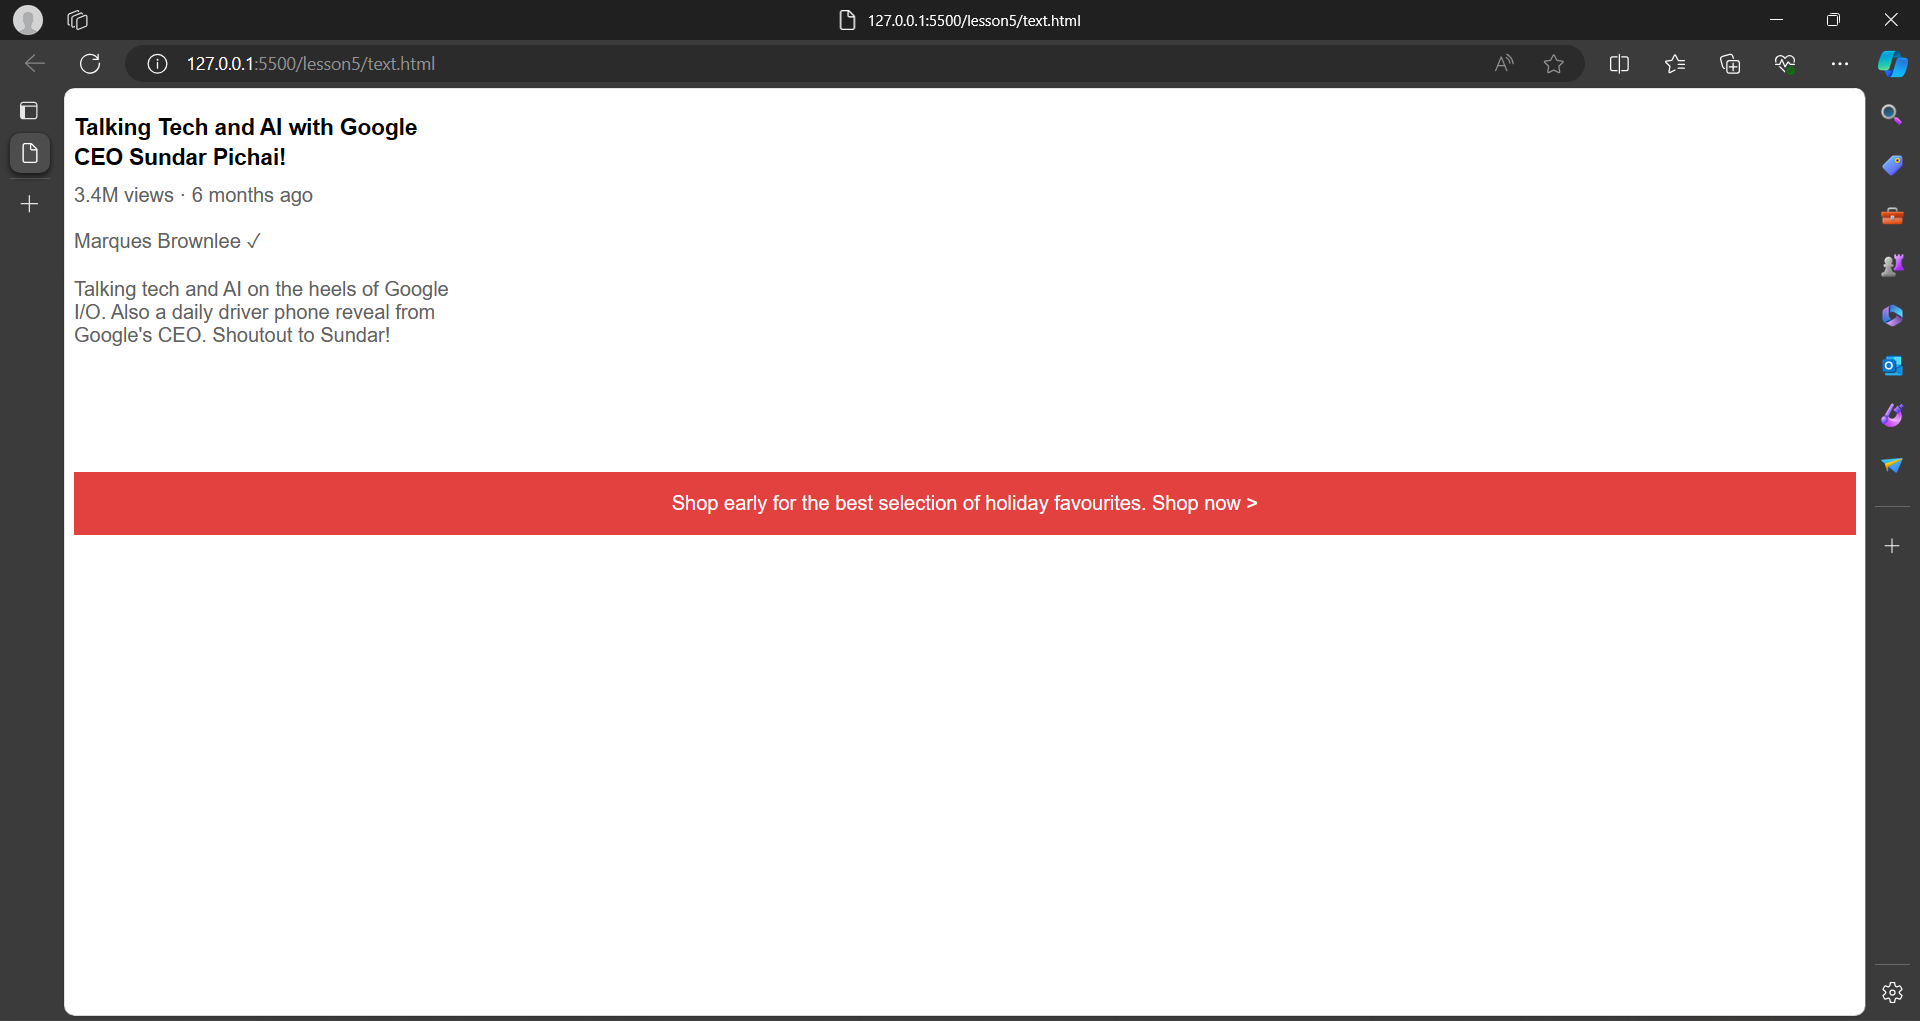 127.0.0.1:5500/lesson5/text.html
127.0.0.1:5500/lesson5/text.html
Talking Tech and AI with Google
CEO Sundar Pichai!
3.4M views · 6 months ago
Marques Brownlee ✓
Talking tech and AI on the heels of Google
I/O. Also a daily driver phone reveal from
Google's CEO. Shoutout to Sundar!
Shop early for the best selection of holiday favourites. Shop now >